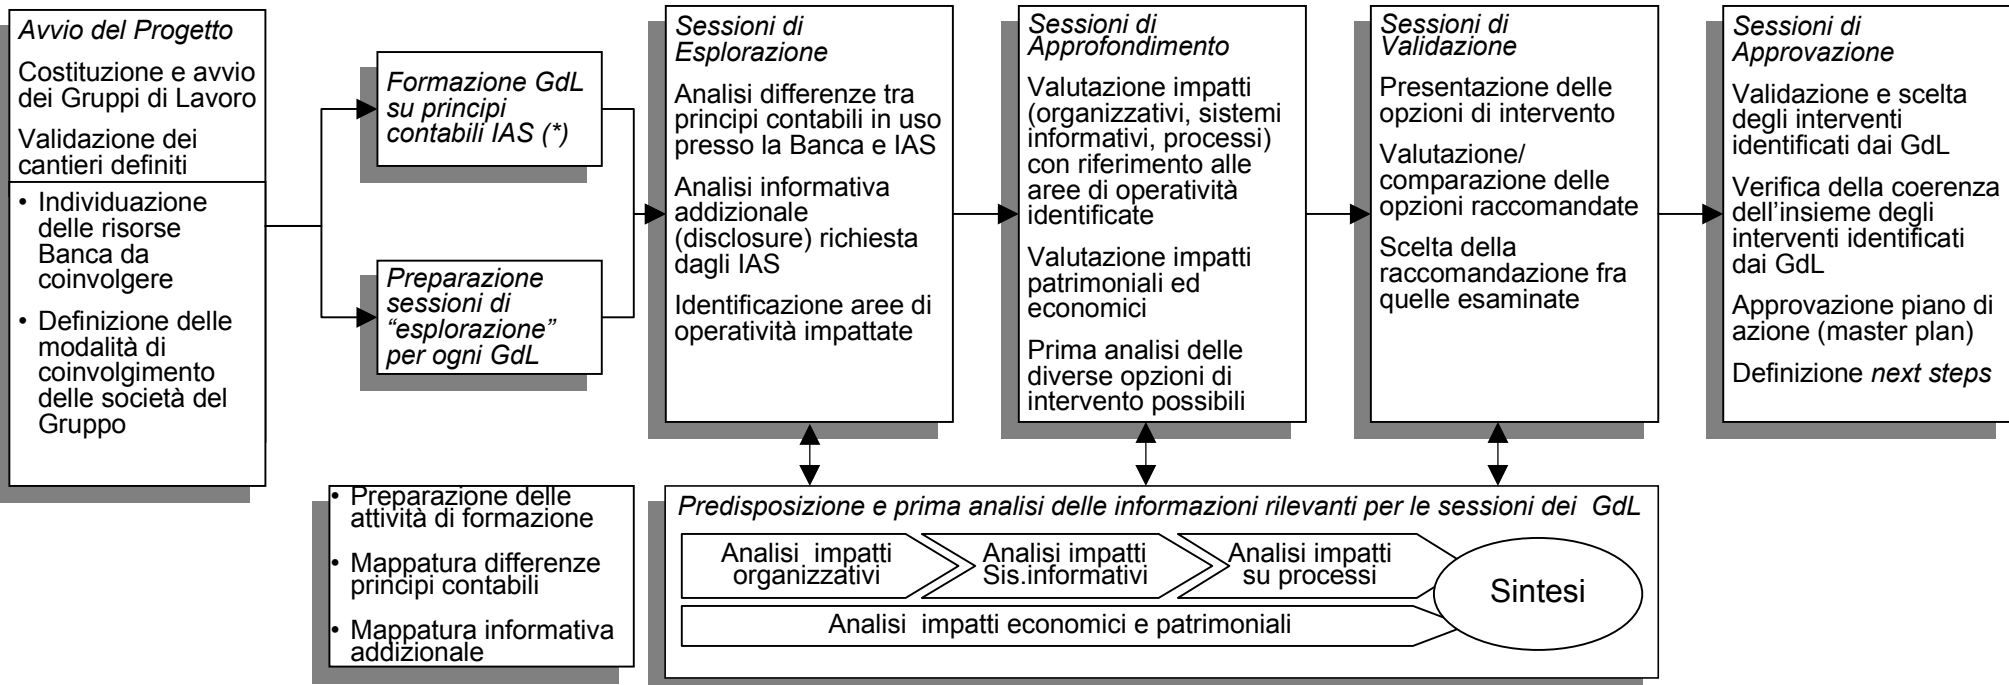 Avvio del Progetto
Costituzione e avvio
dei Gruppi di Lavoro
Validazione dei
cantieri definiti
• Individuazione
delle risorse
Banca da
coinvolgere
• Definizione delle
modalità di
coinvolgimento
delle società del
Gruppo
Formazione GdL
su principi
contabili IAS (*)
Preparazione
sessioni di
“esplorazione”
per ogni GdL
Sessioni di
Esplorazione
Analisi differenze tra
principi contabili in uso
presso la Banca e IAS
Analisi informativa
addizionale
(disclosure) richiesta
dagli IAS
Identificazione aree di
operatività impattate
Sessioni di
Approfondimento
Valutazione impatti
(organizzativi, sistemi
informativi, processi)
con riferimento alle
aree di operatività
identificate
Valutazione impatti
patrimoniali ed
economici
Prima analisi delle
diverse opzioni di
intervento possibili
Sessioni di
Validazione
Presentazione delle
opzioni di intervento
Valutazione/
comparazione delle
opzioni raccomandate
Scelta della
raccomandazione fra
quelle esaminate
Sessioni di
Approvazione
Validazione e scelta
degli interventi
identificati dai GdL
Verifica della coerenza
dell’insieme degli
interventi identificati
dai GdL
Approvazione piano di
azione (master plan)
Definizione next steps
• Preparazione delle
attività di formazione
• Mappatura differenze
principi contabili
• Mappatura informativa
addizionale
Predisposizione e prima analisi delle informazioni rilevanti per le sessioni dei GdL
Analisi impatti
organizzativi
Analisi impatti
Sis.informativi
Analisi impatti
su processi
Sintesi
Analisi impatti economici e patrimoniali